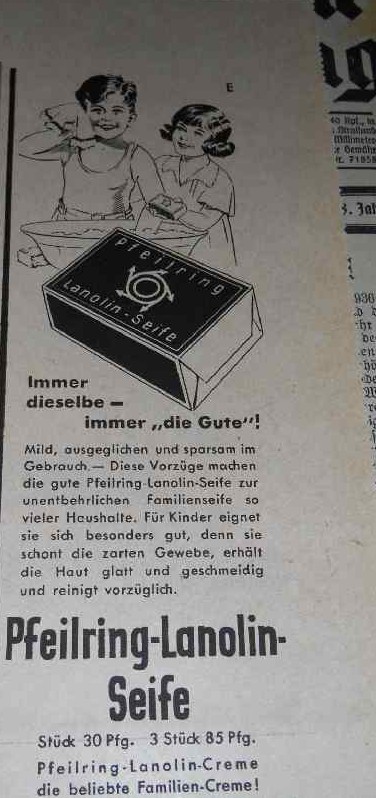 E
Pfeilring
Lanolin-Seife
Immer
dieselbe —
immer „die Gute“!
Mild, ausgeglichen und sparsam im
Gebrauch. — Diese Vorzüge machen
die gute Pfeilring-Lanolin-Seife zur
unentbehrlichen Familienseife so
vieler Haushalte. Für Kinder eignet
sie sich besonders gut, denn sie
schont die zarten Gewebe, erhält
die Haut glatt und geschmeidig
und reinigt vorzüglich.
Pfeilring-Lanolin-
Seife
Stück 30 Pfg. 3 Stück 85 Pfg.
Pfeilring-Lanolin-Creme
die beliebte Familien-Creme!